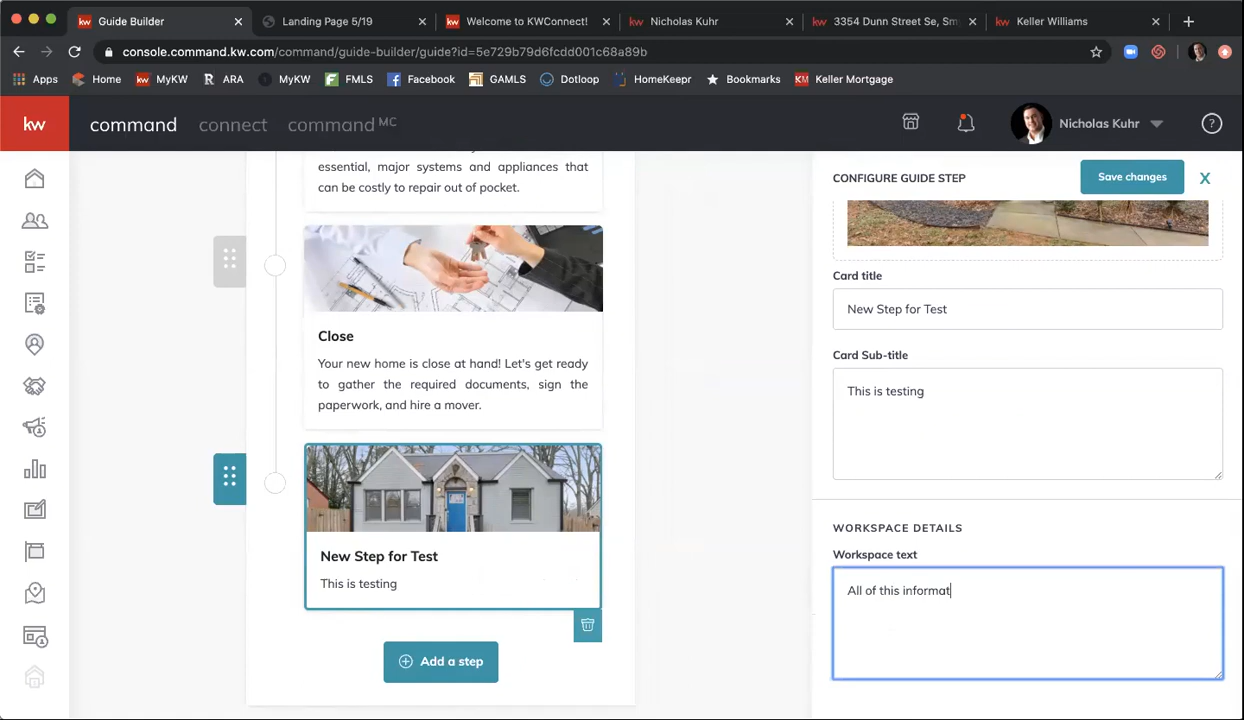 Guide Builder
Landing Page 5/19
Welcome to KWConnect!
Nicholas Kuhr
3354 Dunn Street Se, Sm
Keller Williams
console.command.kw.com/command/guide-builder/guide?id=5e729b79d6fcdd001c68a89b
Apps
Home
MyKW
ARA
MyKW
FMLS
Facebook
GAMLS
Dotloop
HomeKeepr
Bookmarks
Keller Mortgage
kw
command
connect
command MC
Nicholas Kuhr
essential, major systems and appliances that
can be costly to repair out of pocket.
Close
Your new home is close at hand! Let's get ready
to gather the required documents, sign the
paperwork, and hire a mover.
New Step for Test
This is testing
Add a step
CONFIGURE GUIDE STEP
Save changes
X
Card title
New Step for Test
Card Sub-title
This is testing
WORKSPACE DETAILS
Workspace text
All of this informat